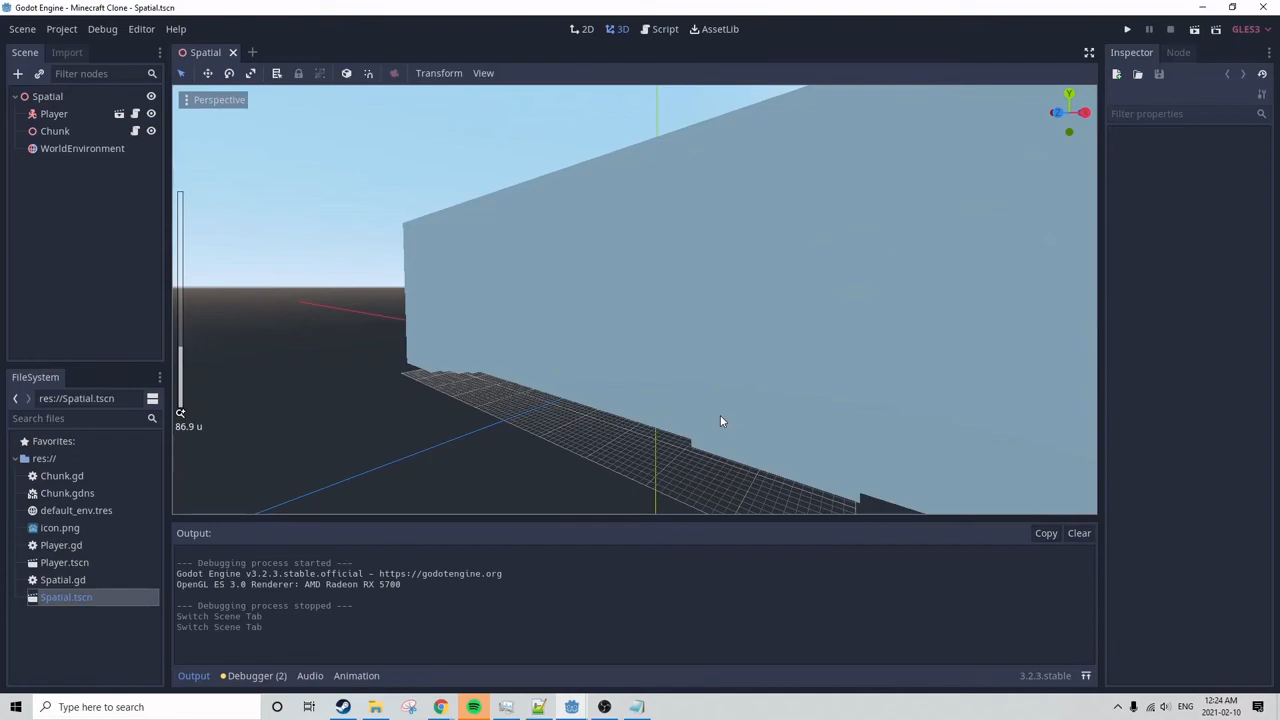 Godot Engine - Minecraft Clone - Spatial.tscn
Scene Project Debug Editor Help
2D 3D Script AssetLib
GLES3
Scene Import
Filter nodes
Spatial
Player
Chunk
WorldEnvironment
Spatial
Transform View
Perspective
Y
Z
86.9 u
Inspector Node
Filter properties
FileSystem
res://Spatial.tscn
Search files
Favorites:
res://
Chunk.gd
Chunk.gdns
default_env.tres
icon.png
Player.gd
Player.tscn
Spatial.gd
Spatial.tscn
Output:
Copy Clear
--- Debugging process started ---
Godot Engine v3.2.3.stable.official - https://godotengine.org
OpenGL ES 3.0 Renderer: AMD Radeon RX 5700
--- Debugging process stopped ---
Switch Scene Tab
Switch Scene Tab
Output Debugger (2) Audio Animation
3.2.3.stable
Type here to search
ENG
12:24 AM
2021-02-10